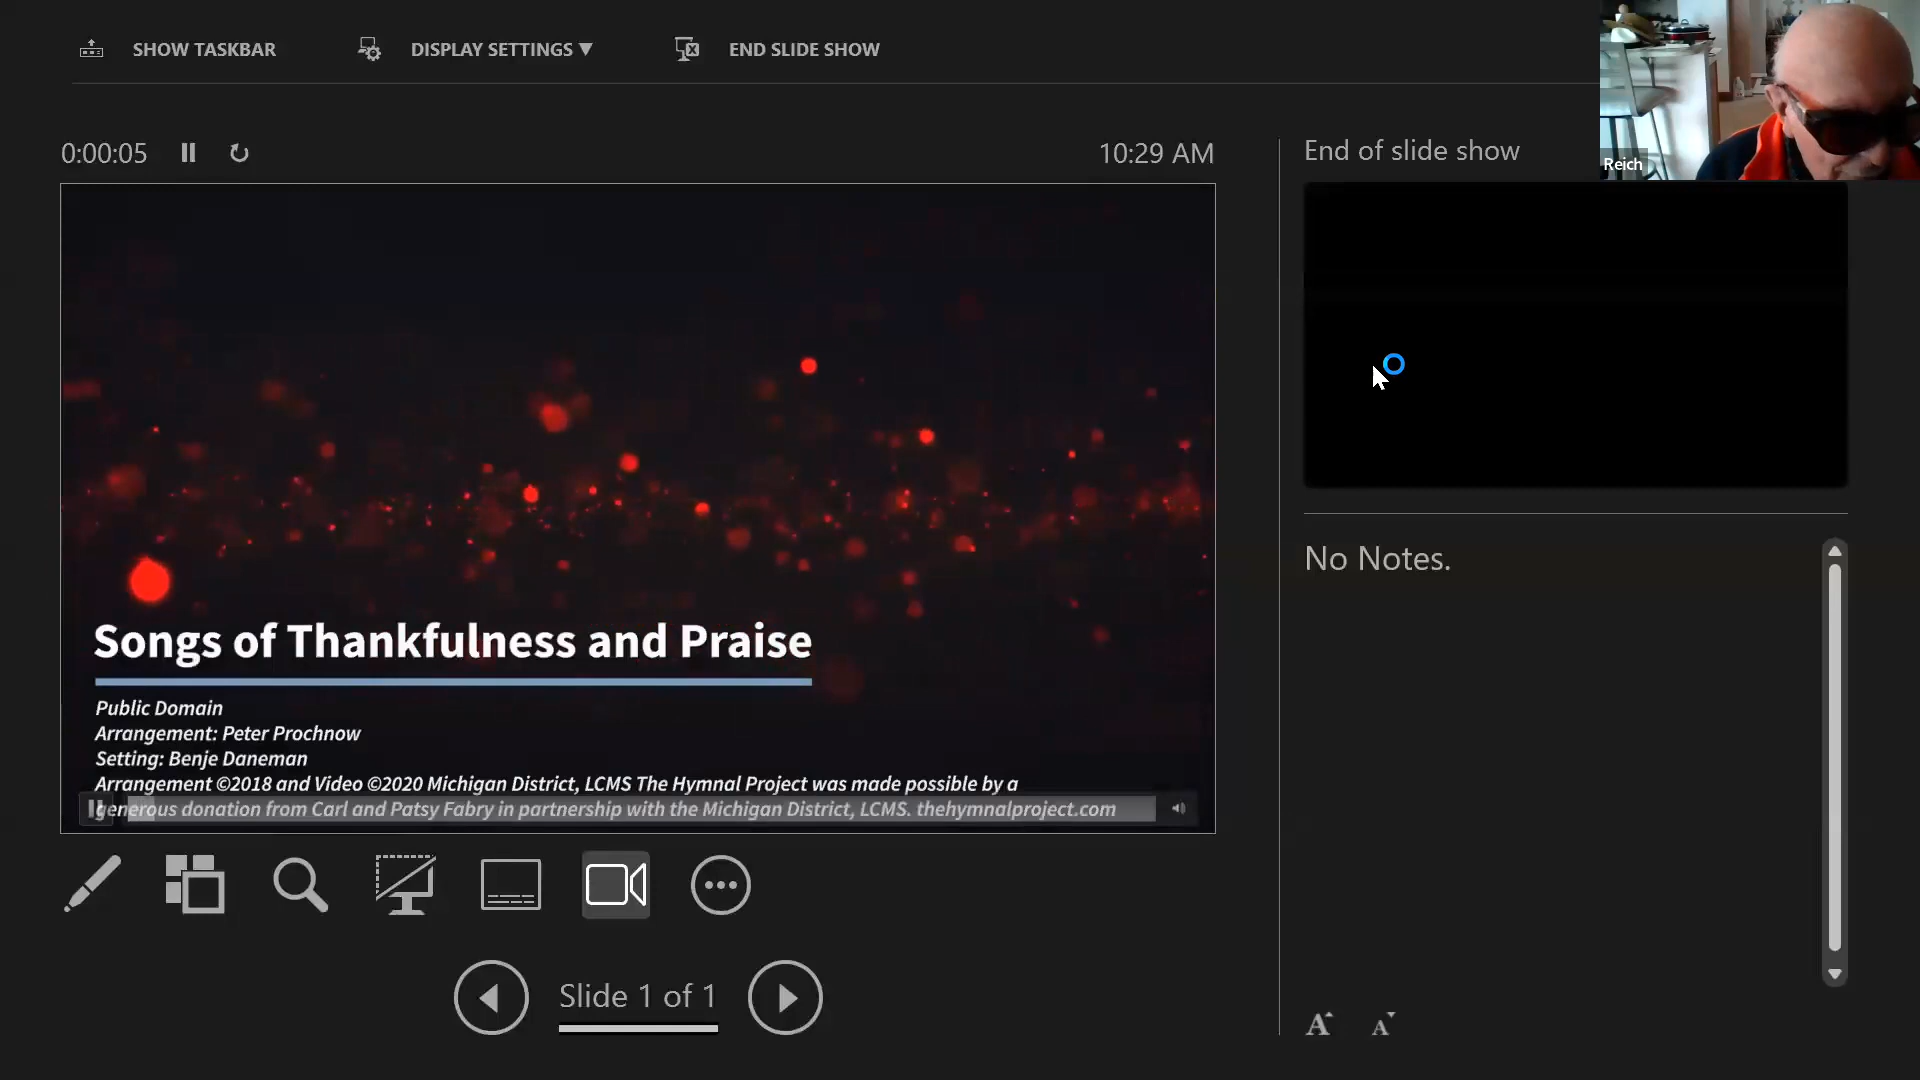 SHOW TASKBAR
DISPLAY SETTINGS ▼
END SLIDE SHOW
Reich
0:00:05
10:29 AM
End of slide show
Songs of Thankfulness and Praise
Public Domain
Arrangement: Peter Prochnow
Setting: Benje Daneman
Arrangement ©2018 and Video ©2020 Michigan District, LCMS The Hymnal Project was made possible by a
generous donation from Carl and Patsy Fabry in partnership with the Michigan District, LCMS. thehymnalproject.com
No Notes.
Slide 1 of 1
A A